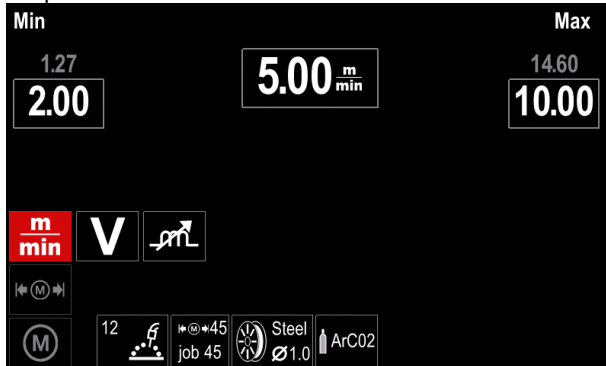 Min Max
1.27 14.60
2.00 5.00 m/min 10.00
m/min V
M
12 M 45 Steel
M job 45 Ø1.0 ArC02